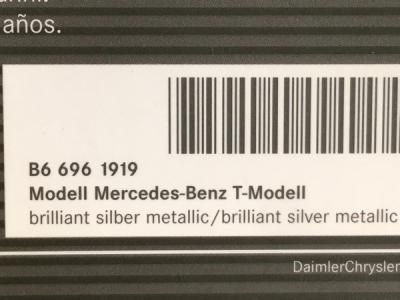 años.
B6 696 1919
Modell Mercedes-Benz T-Modell
brilliant silber metallic/brilliant silver metallic
DaimlerChrysler